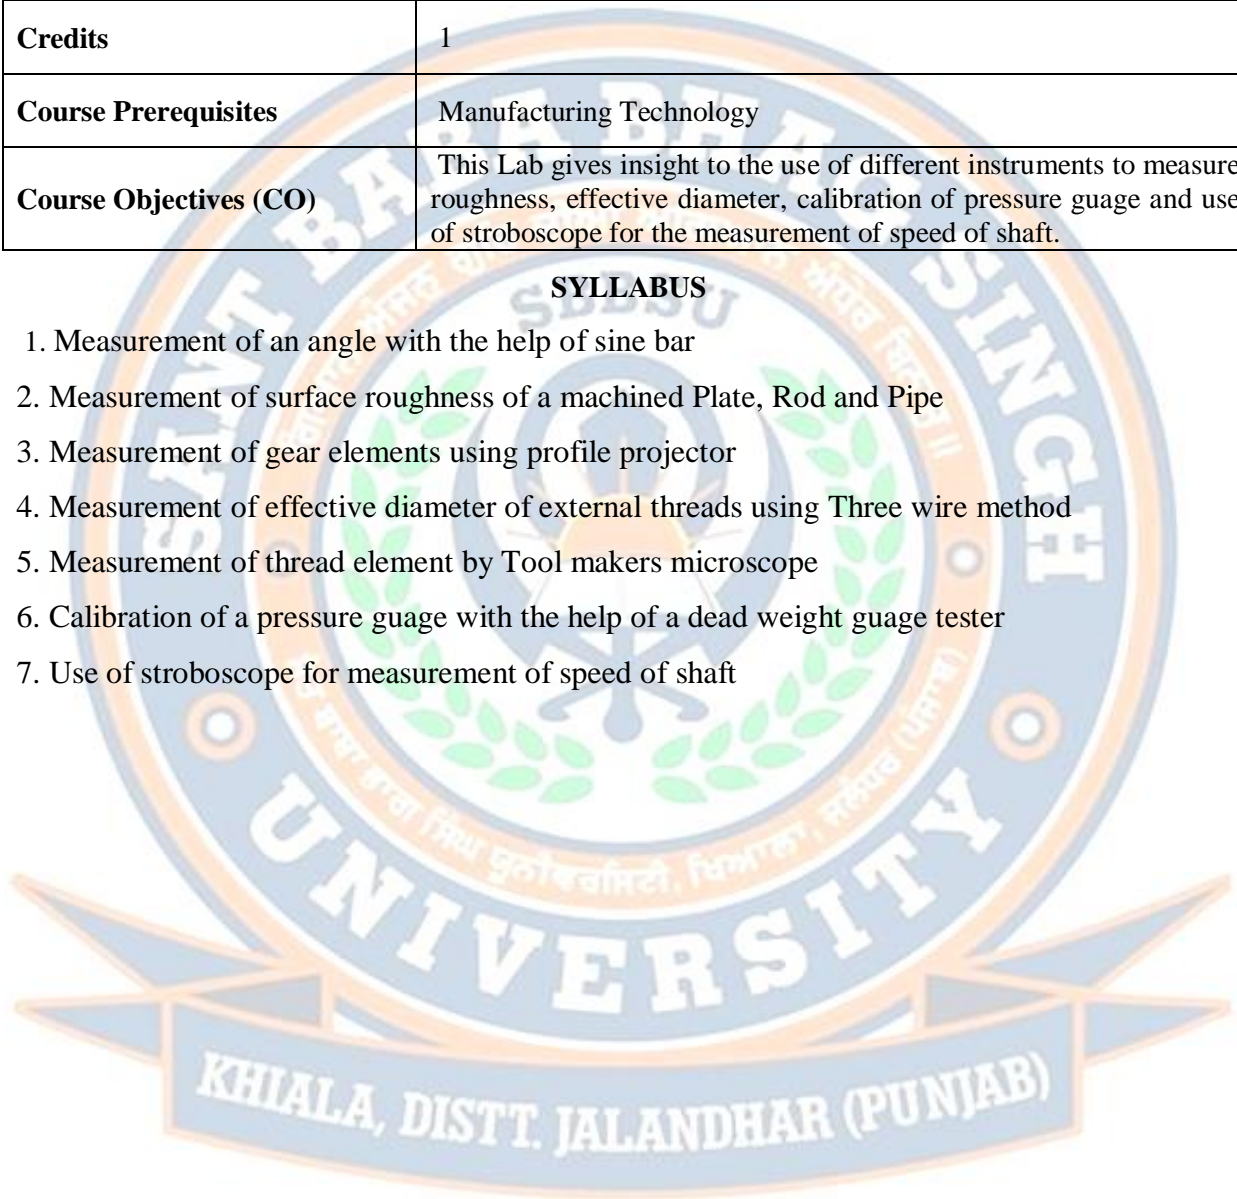 Credits 1
Course Prerequisites Manufacturing Technology
Course Objectives (CO) This Lab gives insight to the use of different instruments to measure
roughness, effective diameter, calibration of pressure guage and use
of stroboscope for the measurement of speed of shaft.
SYLLABUS
1. Measurement of an angle with the help of sine bar
2. Measurement of surface roughness of a machined Plate, Rod and Pipe
3. Measurement of gear elements using profile projector
4. Measurement of effective diameter of external threads using Three wire method
5. Measurement of thread element by Tool makers microscope
6. Calibration of a pressure guage with the help of a dead weight guage tester
7. Use of stroboscope for measurement of speed of shaft
SANT BABA BHAG SINGH
UNIVERSITY
SBBSU
KHIALA, DISTT. JALANDHAR (PUNJAB)